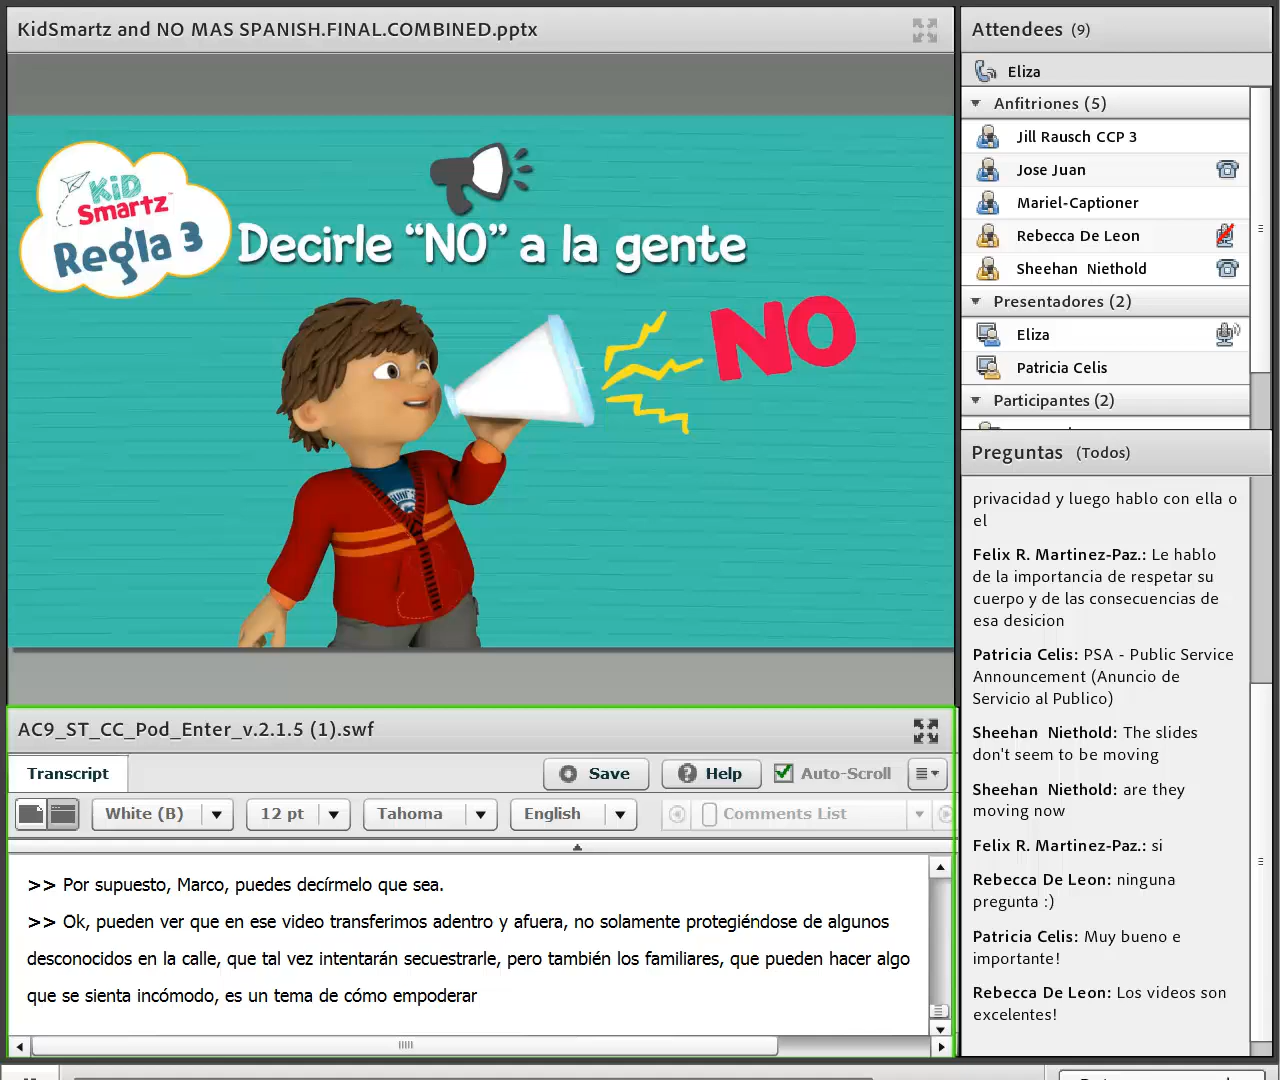 KidSmartz and NO MAS SPANISH.FINAL.COMBINED.pptx
KiD
Smartz™
Regla 3
Decirle “NO” a la gente
NO
Attendees (9)
Eliza
Anfitriones (5)
Jill Rausch CCP 3
Jose Juan
Mariel-Captioner
Rebecca De Leon
Sheehan Niethold
Presentadores (2)
Eliza
Patricia Celis
Participantes (2)
Preguntas (Todos)
privacidad y luego hablo con ella o
el
Felix R. Martinez-Paz.: Le hablo
de la importancia de respetar su
cuerpo y de las consecuencias de
esa desicion
Patricia Celis: PSA - Public Service
Announcement (Anuncio de
Servicio al Publico)
Sheehan Niethold: The slides
don't seem to be moving
Sheehan Niethold: are they
moving now
Felix R. Martinez-Paz.: si
Rebecca De Leon: ninguna
pregunta :)
Patricia Celis: Muy bueno e
importante!
Rebecca De Leon: Los videos son
excelentes!
AC9_ST_CC_Pod_Enter_v.2.1.5 (1).swf
Transcript
Save
Help
Auto-Scroll
White (B)
12 pt
Tahoma
English
Comments List
>> Por supuesto, Marco, puedes decírmelo que sea.
>> Ok, pueden ver que en ese video transferimos adentro y afuera, no solamente protegiéndose de algunos
desconocidos en la calle, que tal vez intentarán secuestrarle, pero también los familiares, que pueden hacer algo
que se sienta incómodo, es un tema de cómo empoderar